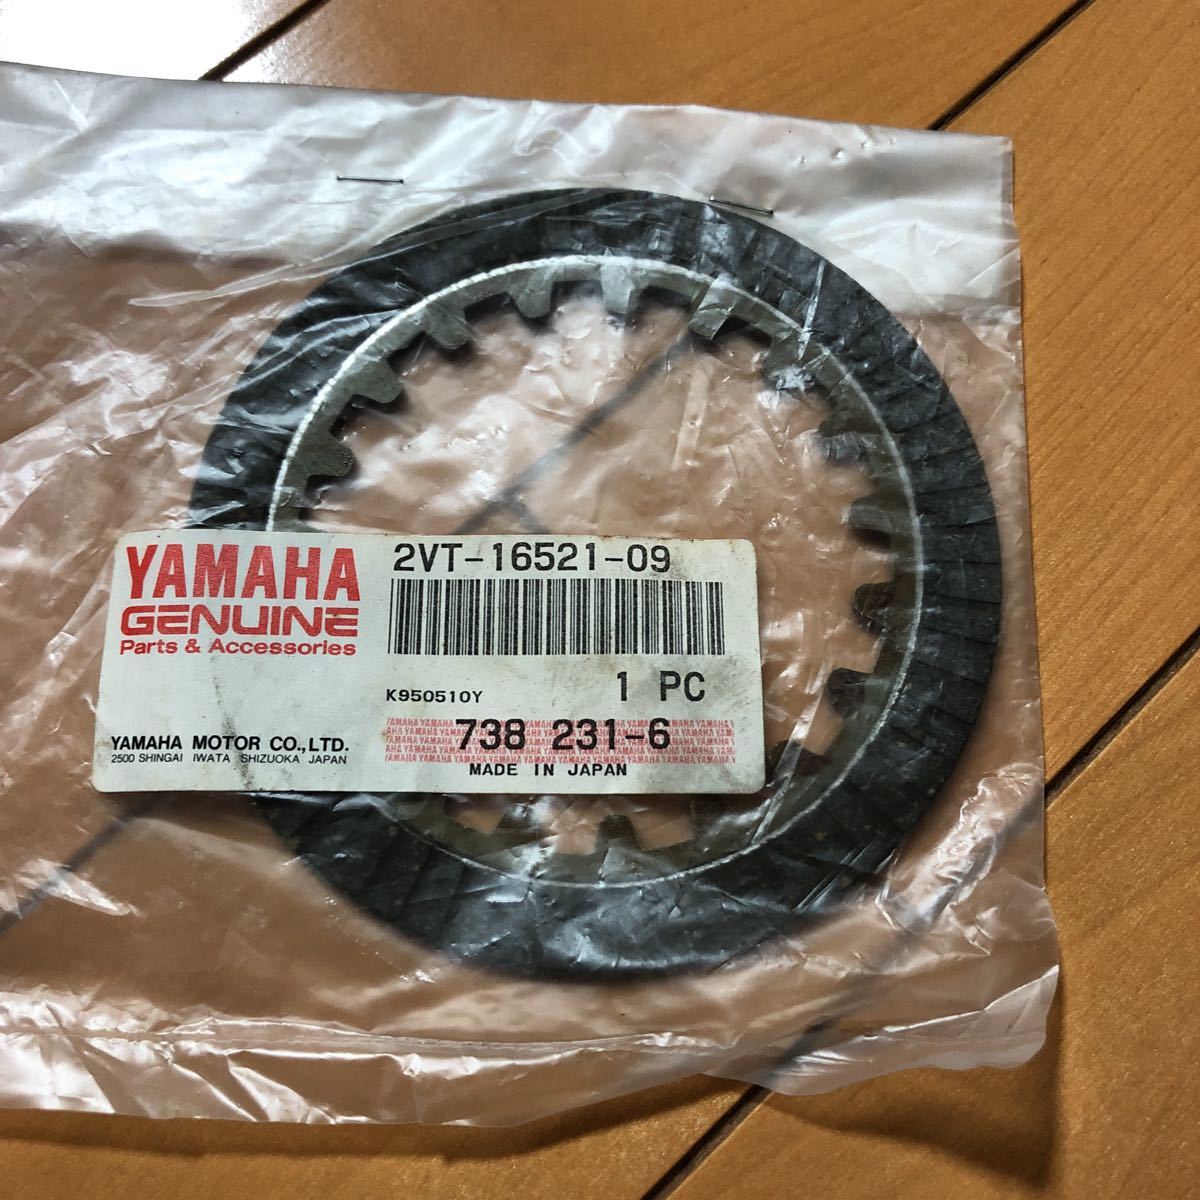 YAMAHA
GENUINE
Parts & Accessories
YAMAHA MOTOR CO.,LTD.
2500 SHINGAI IWATA SHIZUOKA JAPAN
2VT-16521-09
K950510Y
1 PC
738 231-6
MADE IN JAPAN